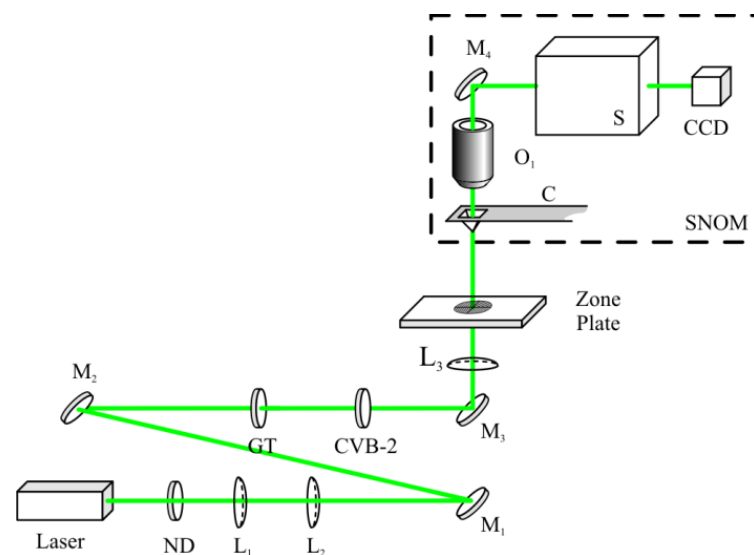 M4
S
CCD
O1
C
SNOM
Zone
Plate
L3
M2
GT
CVB-2
M3
Laser
ND
L1
L2
M1